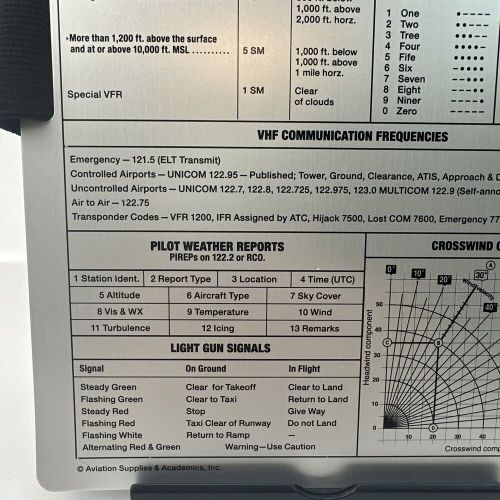 1,000 ft. above
2,000 ft. horz.
More than 1,200 ft. above the surface
and at or above 10,000 ft. MSL .......... 5 SM 1,000 ft. below
1,000 ft. above
1 mile horz.
Special VFR 1 SM Clear
of clouds
1 One
2 Two ••–––
3 Tree •••––
4 Four ••••–
5 Fife •••••
6 Six –••••
7 Seven ––•••
8 Eight –––••
9 Niner ––––•
0 Zero –––––
VHF COMMUNICATION FREQUENCIES
Emergency — 121.5 (ELT Transmit)
Controlled Airports — UNICOM 122.95 — Published; Tower, Ground, Clearance, ATIS, Approach &
Uncontrolled Airports — UNICOM 122.7, 122.8, 122.725, 122.975, 123.0 MULTICOM 122.9
Air to Air — 122.75
Transponder Codes — VFR 1200, IFR Assigned by ATC, Hijack 7500, Lost COM 7600, Emergency 77
PILOT WEATHER REPORTS
PIREPs on 122.2 or RCO.
1 Station Ident. 2 Report Type 3 Location 4 Time (UTC)
5 Altitude 6 Aircraft Type 7 Sky Cover
8 Vis & WX 9 Temperature 10 Wind
11 Turbulence 12 Icing 13 Remarks
LIGHT GUN SIGNALS
Signal On Ground In Flight
Steady Green Clear for Takeoff Clear to Land
Flashing Green Clear to Taxi Return to Land
Steady Red Stop Give Way
Flashing Red Taxi Clear of Runway Do not Land
Flashing White Return to Ramp –
Alternating Red & Green Warning—Use Caution
CROSSWIND
0° 10° 20° 30° 40°
A
Wind velocity
Headwind component
50
40
C B
30
20
10
0
D
10 20 30 40
Crosswind
© Aviation Supplies & Academics, Inc.